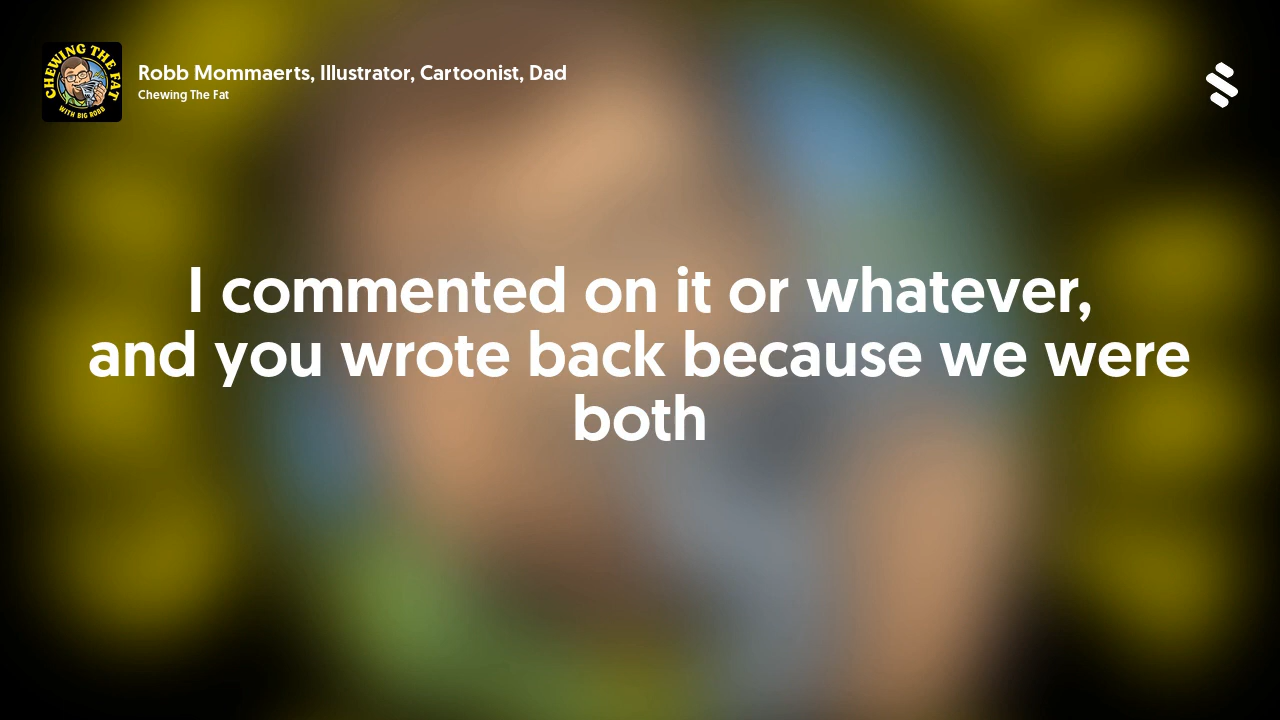 CHEWING THE FAT
WITH BIG ROBB
Robb Mommaerts, Illustrator, Cartoonist, Dad
Chewing The Fat
I commented on it or whatever,
and you wrote back because we were
both